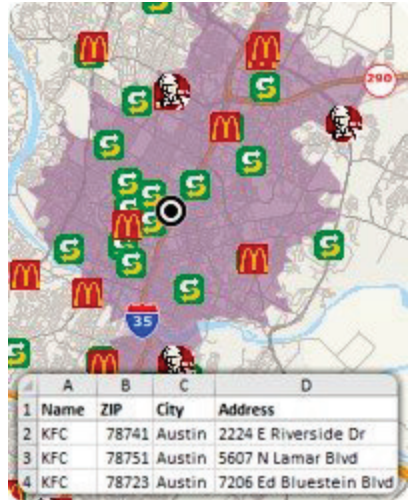 290
35
A B C D
1 Name ZIP City Address
2 KFC 78741 Austin 2224 E Riverside Dr
3 KFC 78751 Austin 5607 N Lamar Blvd
4 KFC 78723 Austin 7206 Ed Bluestein Blvd